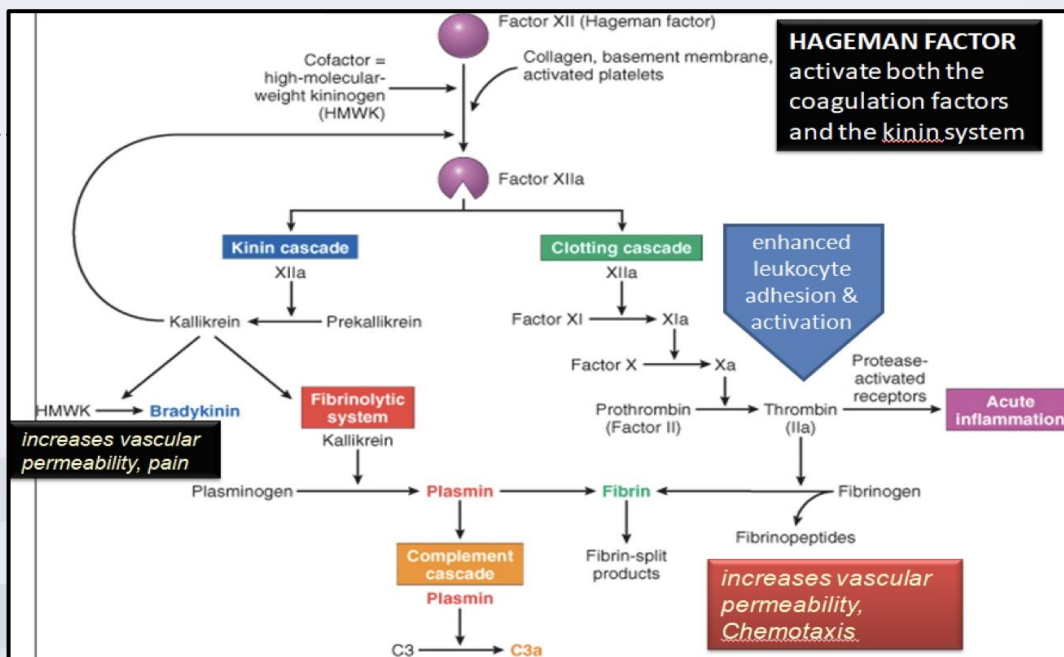 Factor XII (Hageman factor)
Cofactor =
high-molecular-
weight kininogen
(HMWK)
Collagen, basement membrane,
activated platelets
HAGEMAN FACTOR
activate both the
coagulation factors
and the kinin system
Factor XIIa
Kinin cascade
XIIa
Clotting cascade
XIIa
enhanced
leukocyte
adhesion &
activation
Kallikrein
Prekallikrein
Factor XI
XIa
Factor X
Xa
Protease-
activated
receptors
HMWK
Bradykinin
Fibrinolytic
system
Kallikrein
Prothrombin
(Factor II)
Thrombin
(IIa)
Acute
inflammation
increases vascular
permeability, pain
Plasminogen
Plasmin
Fibrin
Fibrinogen
Fibrinopeptides
Complement
cascade
Plasmin
Fibrin-split
products
increases vascular
permeability,
Chemotaxis
C3
C3a